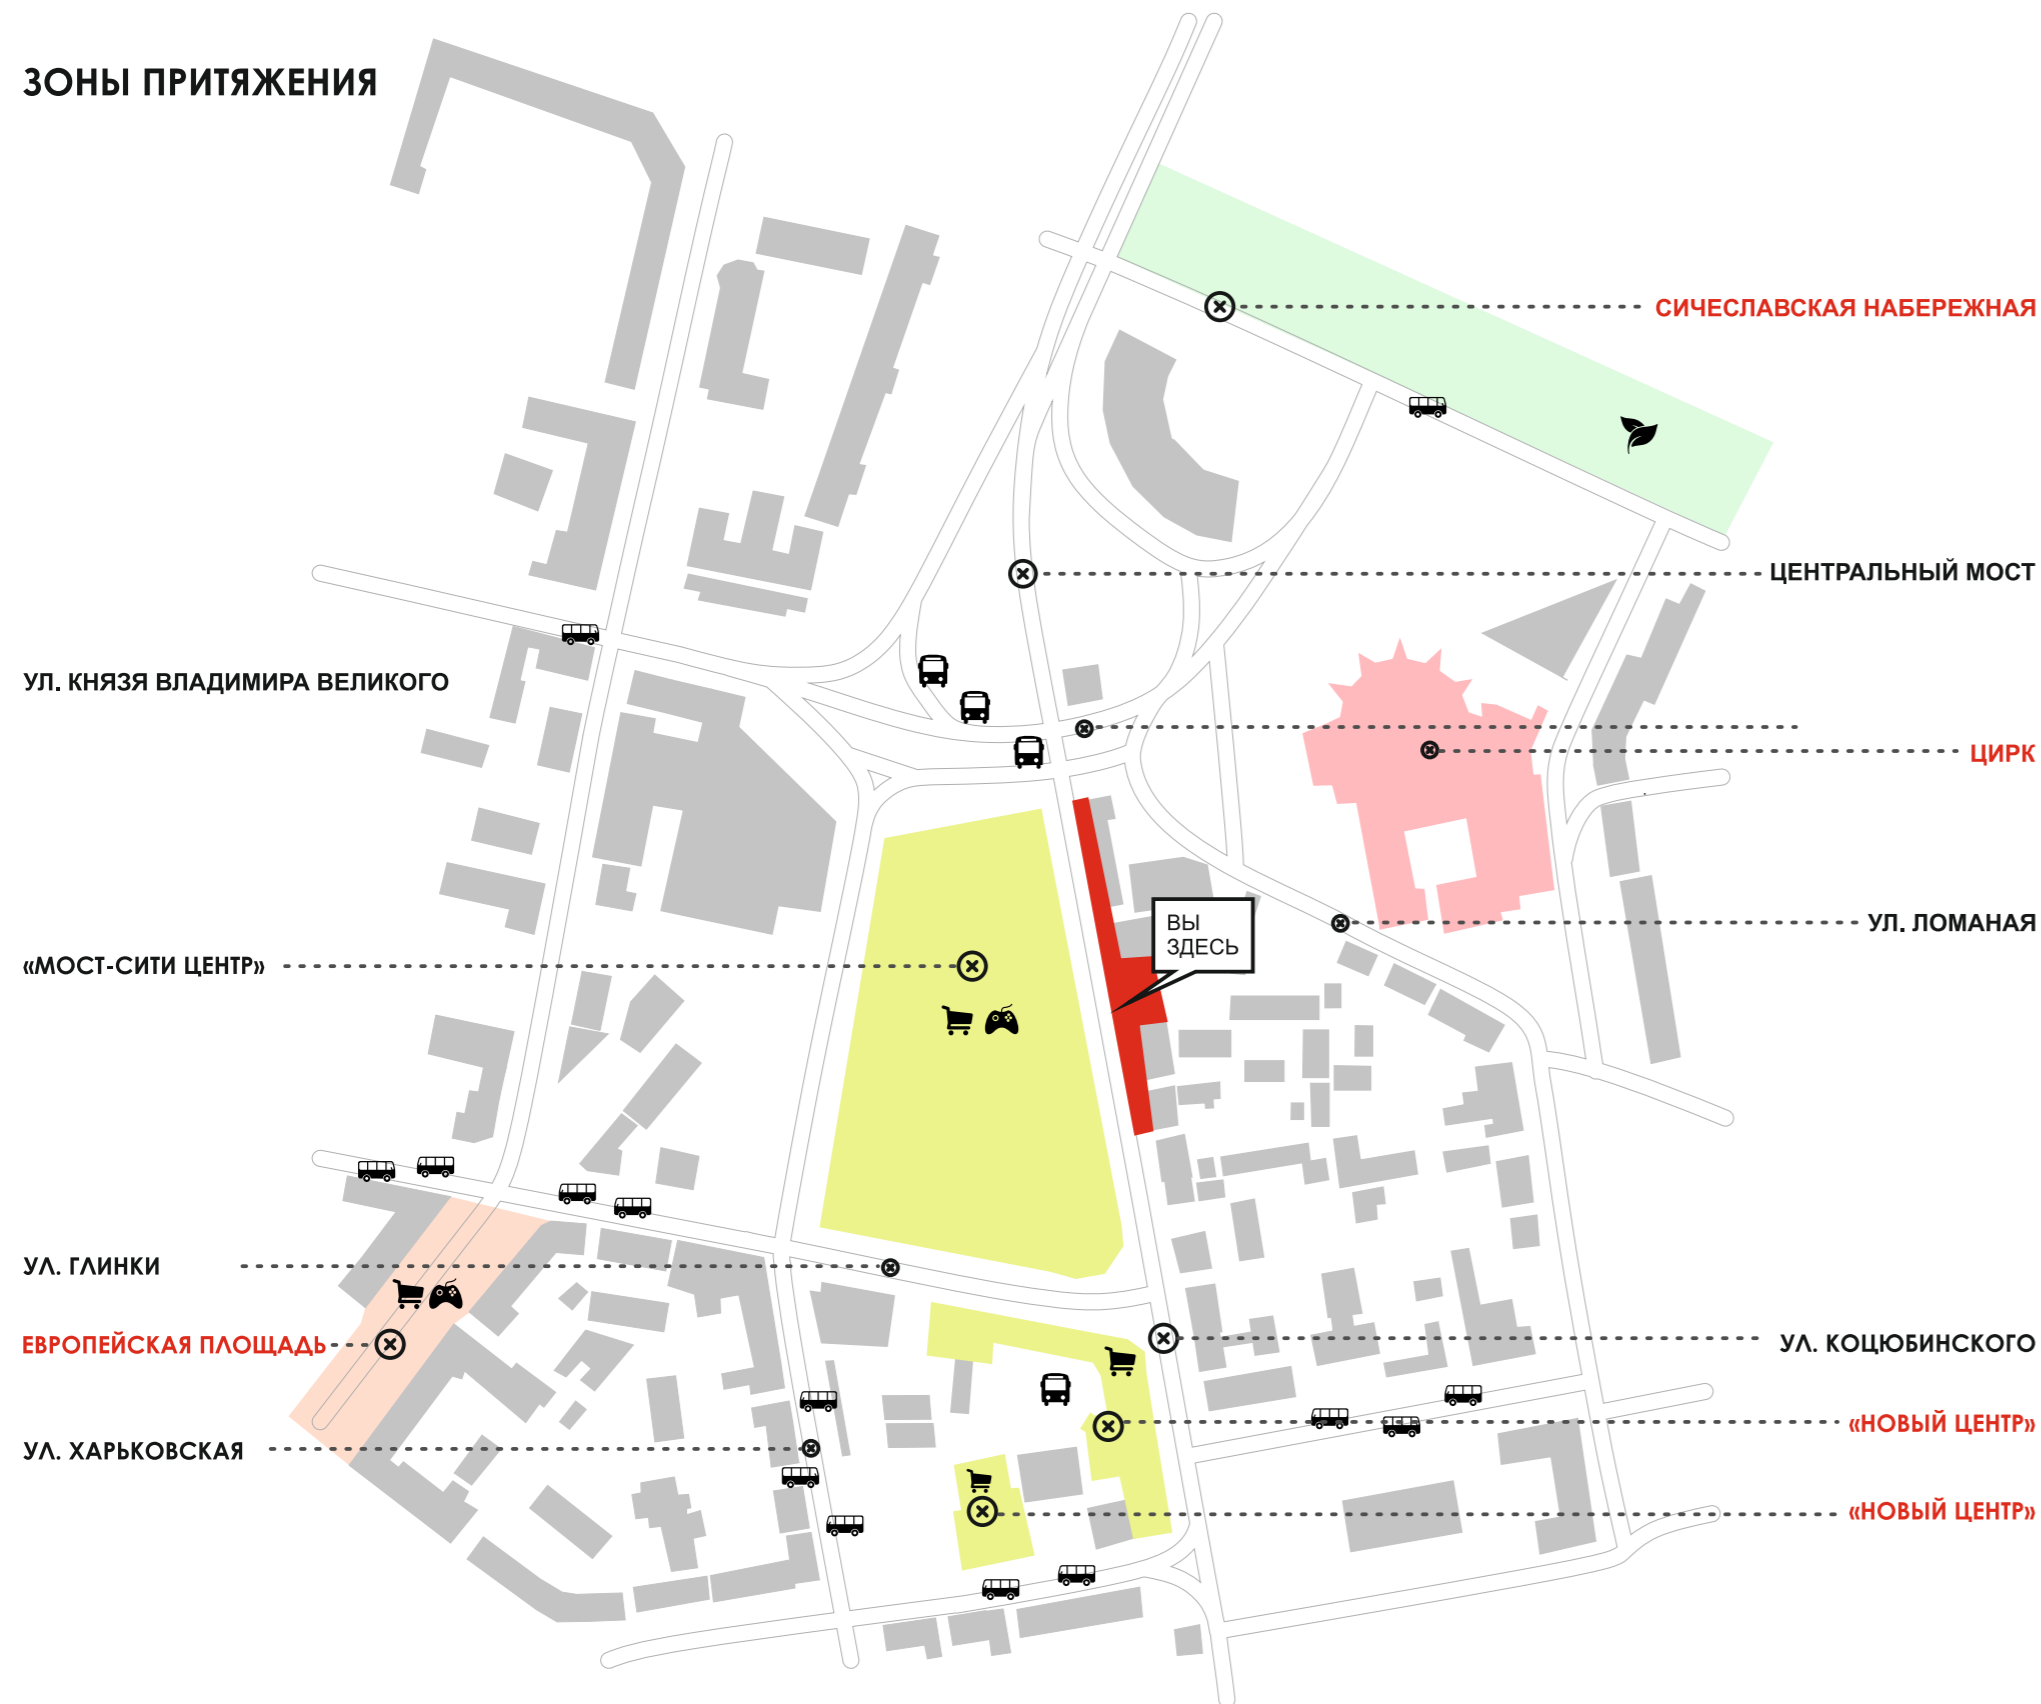 ЗОНЫ ПРИТЯЖЕНИЯ
СИЧЕСЛАВСКАЯ НАБЕРЕЖНАЯ
ЦЕНТРАЛЬНЫЙ МОСТ
УЛ. КНЯЗЯ ВЛАДИМИРА ВЕЛИКОГО
ЦИРК
ВЫ
ЗДЕСЬ
УЛ. ЛОМАНАЯ
«МОСТ-СИТИ ЦЕНТР»
УЛ. ГЛИНКИ
ЕВРОПЕЙСКАЯ ПЛОЩАДЬ
УЛ. КОЦЮБИНСКОГО
«НОВЫЙ ЦЕНТР»
УЛ. ХАРЬКОВСКАЯ
«НОВЫЙ ЦЕНТР»